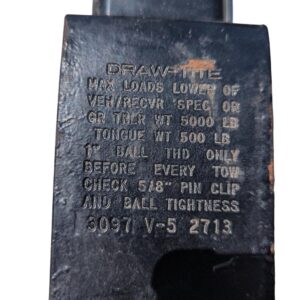 DRAW-TITE
MAX LOADS LOWER OF
VEH/RECVR SPEC OR
GR TRLR WT 5000 LB
TONGUE WT 500 LB
1" BALL THD ONLY
BEFORE EVERY TOW
CHECK 5/8" PIN CLIP
AND BALL TIGHTNESS
3097 V-5 2713